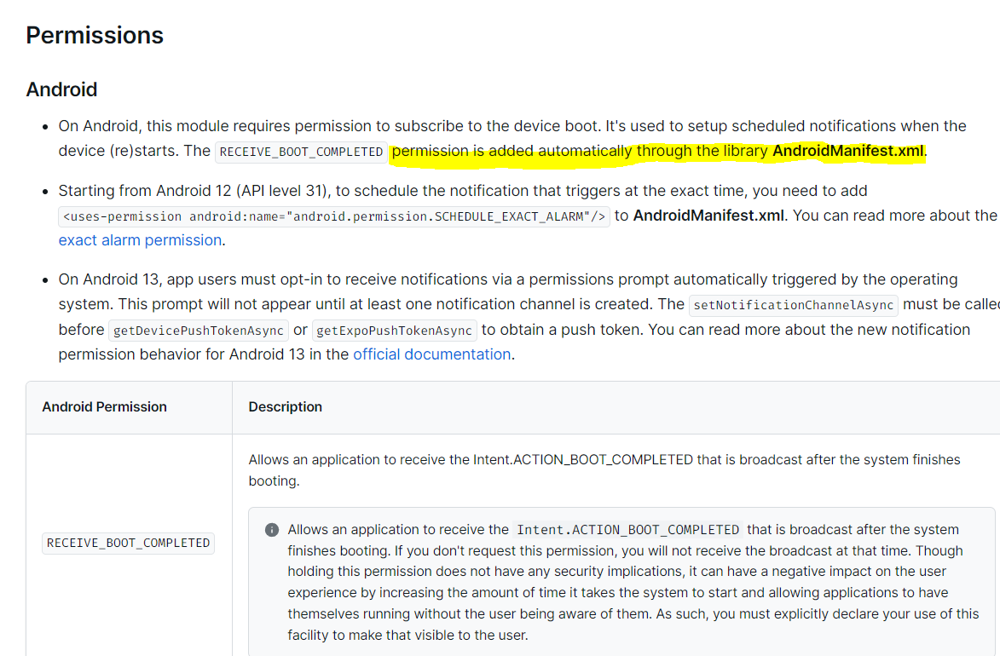 Permissions
Android
• On Android, this module requires permission to subscribe to the device boot. It's used to setup scheduled notifications when the
device (re)starts. The RECEIVE_BOOT_COMPLETED permission is added automatically through the library AndroidManifest.xml.
• Starting from Android 12 (API level 31), to schedule the notification that triggers at the exact time, you need to add
<uses-permission android:name="android.permission.SCHEDULE_EXACT_ALARM"/> to AndroidManifest.xml. You can read more about the
exact alarm permission.
• On Android 13, app users must opt-in to receive notifications via a permissions prompt automatically triggered by the operating
system. This prompt will not appear until at least one notification channel is created. The setNotificationChannelAsync must be called
before getDevicePushTokenAsync or getExpoPushTokenAsync to obtain a push token. You can read more about the new notification
permission behavior for Android 13 in the official documentation.
Android Permission Description
Allows an application to receive the Intent.ACTION_BOOT_COMPLETED that is broadcast after the system finishes
booting.
RECEIVE_BOOT_COMPLETED
Allows an application to receive the Intent.ACTION_BOOT_COMPLETED that is broadcast after the system
finishes booting. If you don't request this permission, you will not receive the broadcast at that time. Though
holding this permission does not have any security implications, it can have a negative impact on the user
experience by increasing the amount of time it takes the system to start and allowing applications to have
themselves running without the user being aware of them. As such, you must explicitly declare your use of this
facility to make that visible to the user.